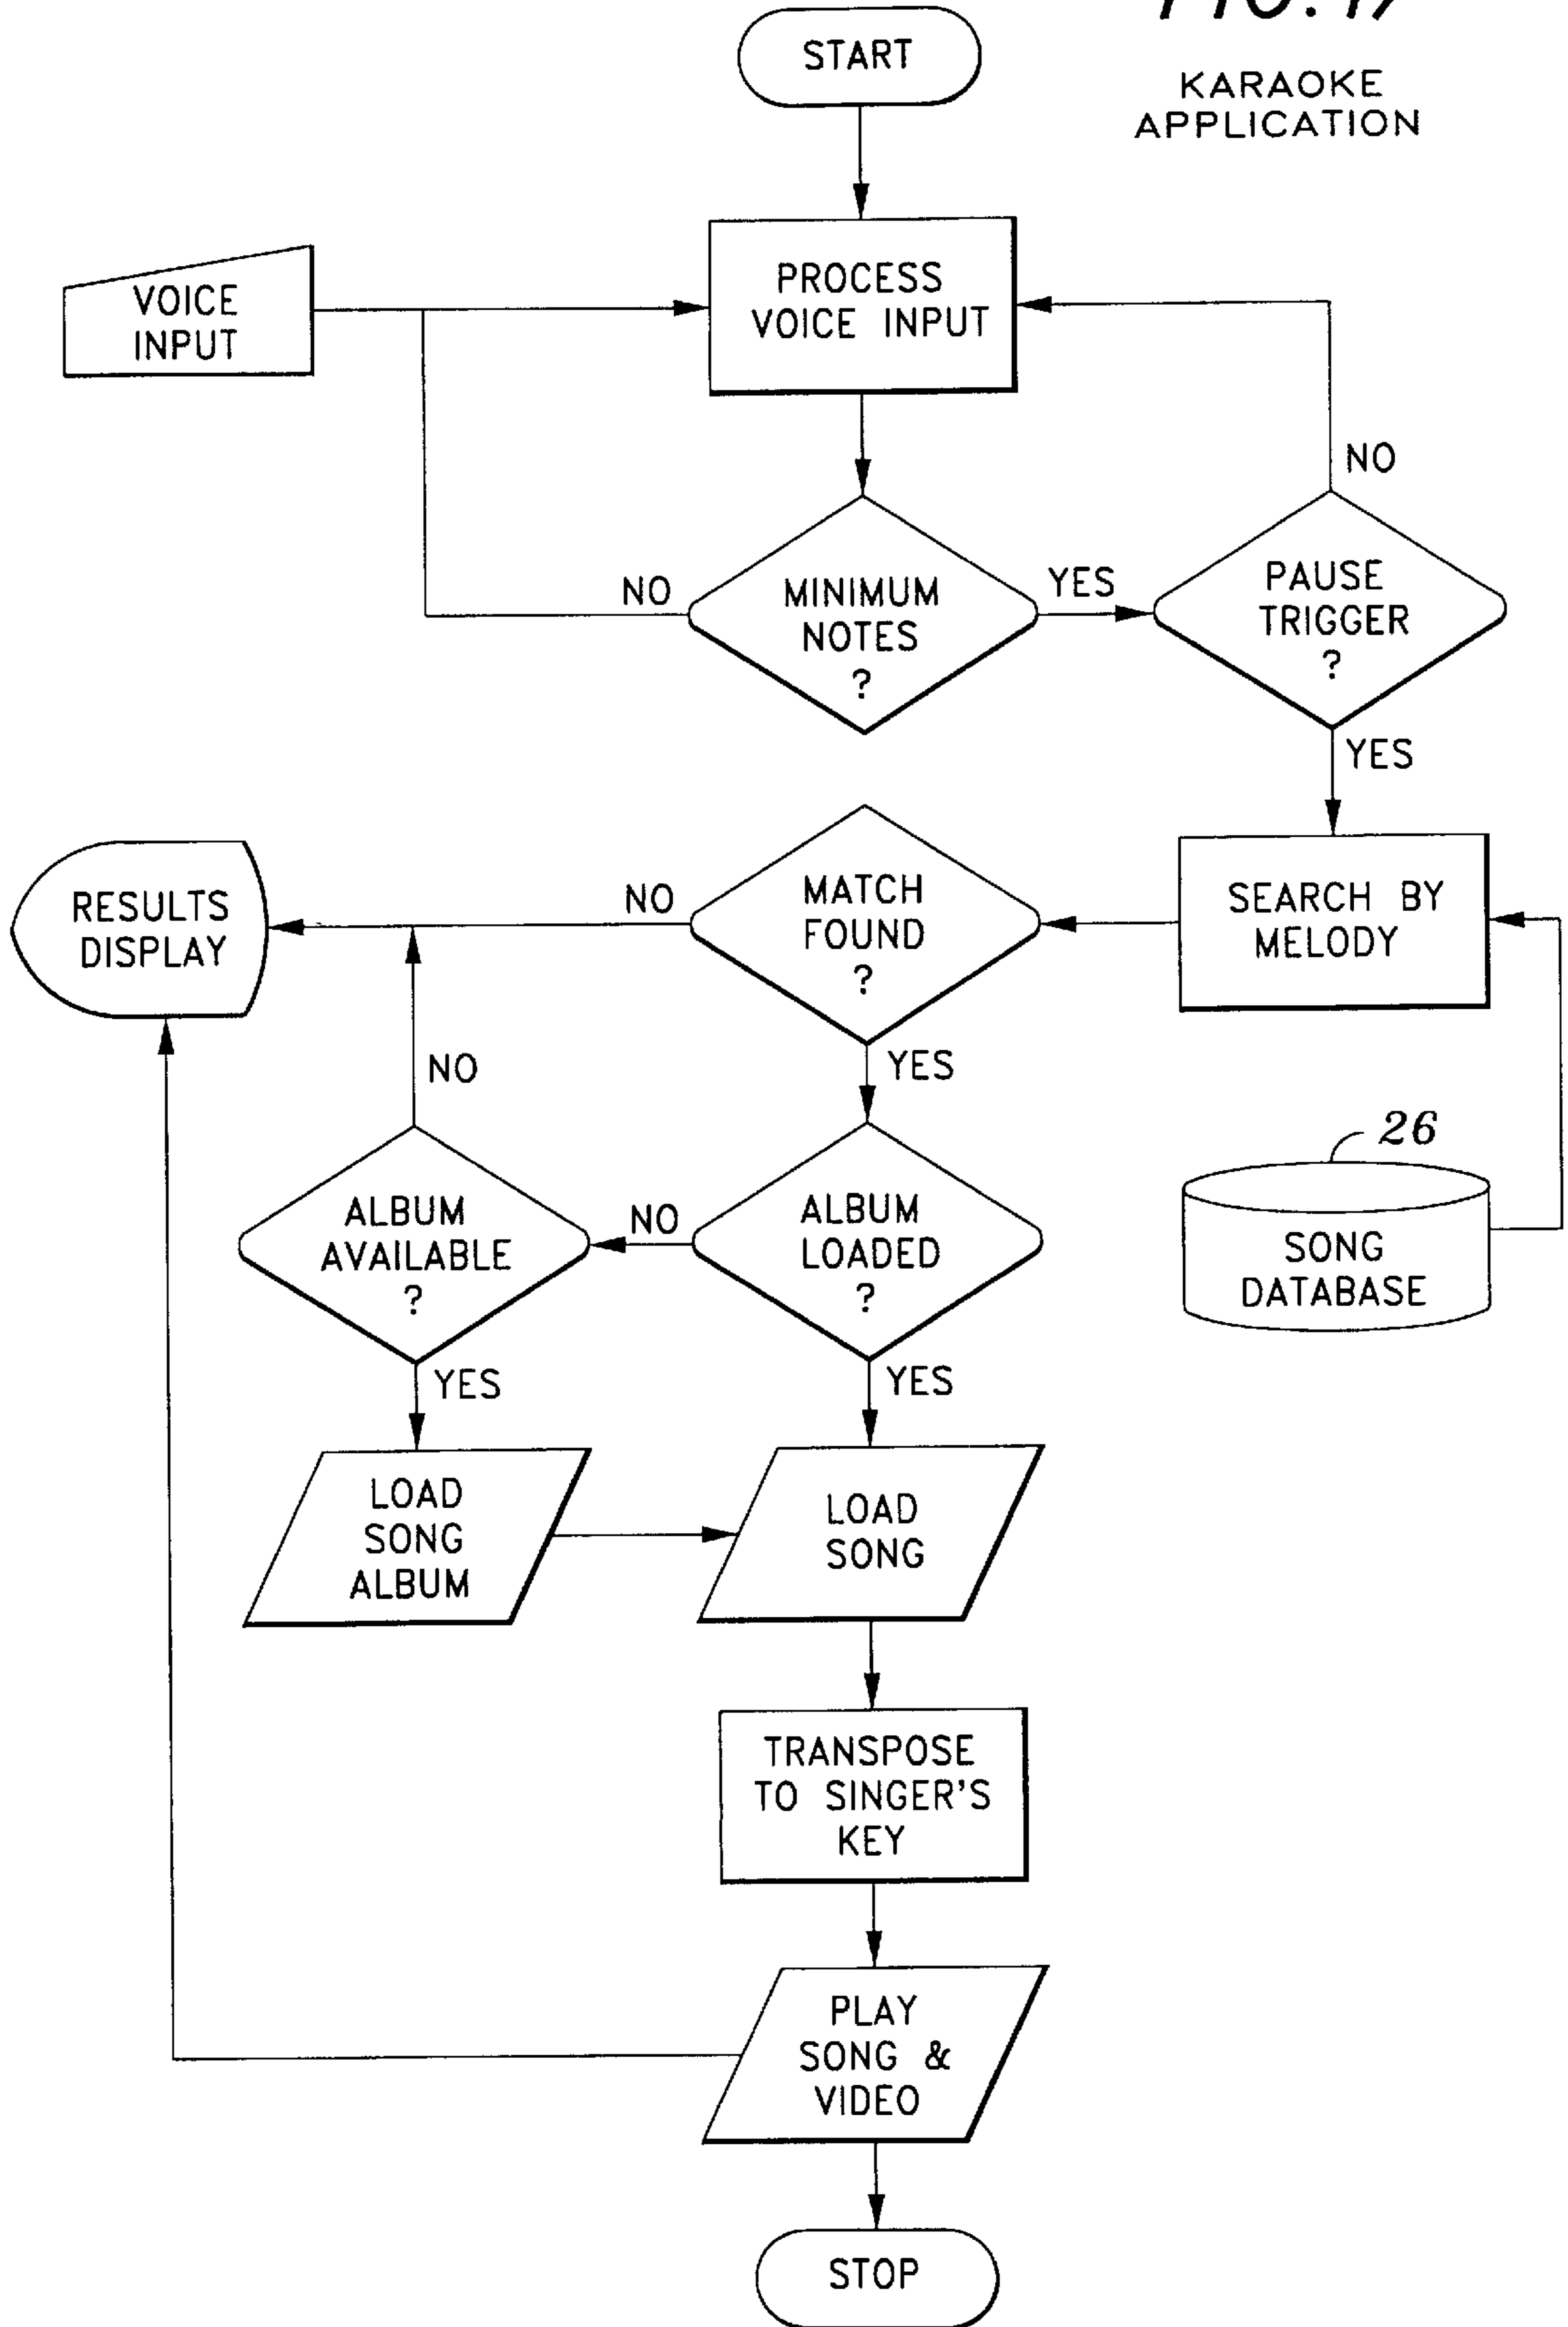 START
KARAOKE
APPLICATION
PROCESS
VOICE INPUT
VOICE
INPUT
NO
MINIMUM
NOTES
?
NO
YES
PAUSE
TRIGGER
?
YES
RESULTS
DISPLAY
NO
MATCH
FOUND
?
SEARCH BY
MELODY
NO
YES
26
ALBUM
AVAILABLE
?
NO
ALBUM
LOADED
?
SONG
DATABASE
YES
YES
LOAD
SONG
ALBUM
LOAD
SONG
TRANSPOSE
TO SINGER'S
KEY
PLAY
SONG &
VIDEO
STOP